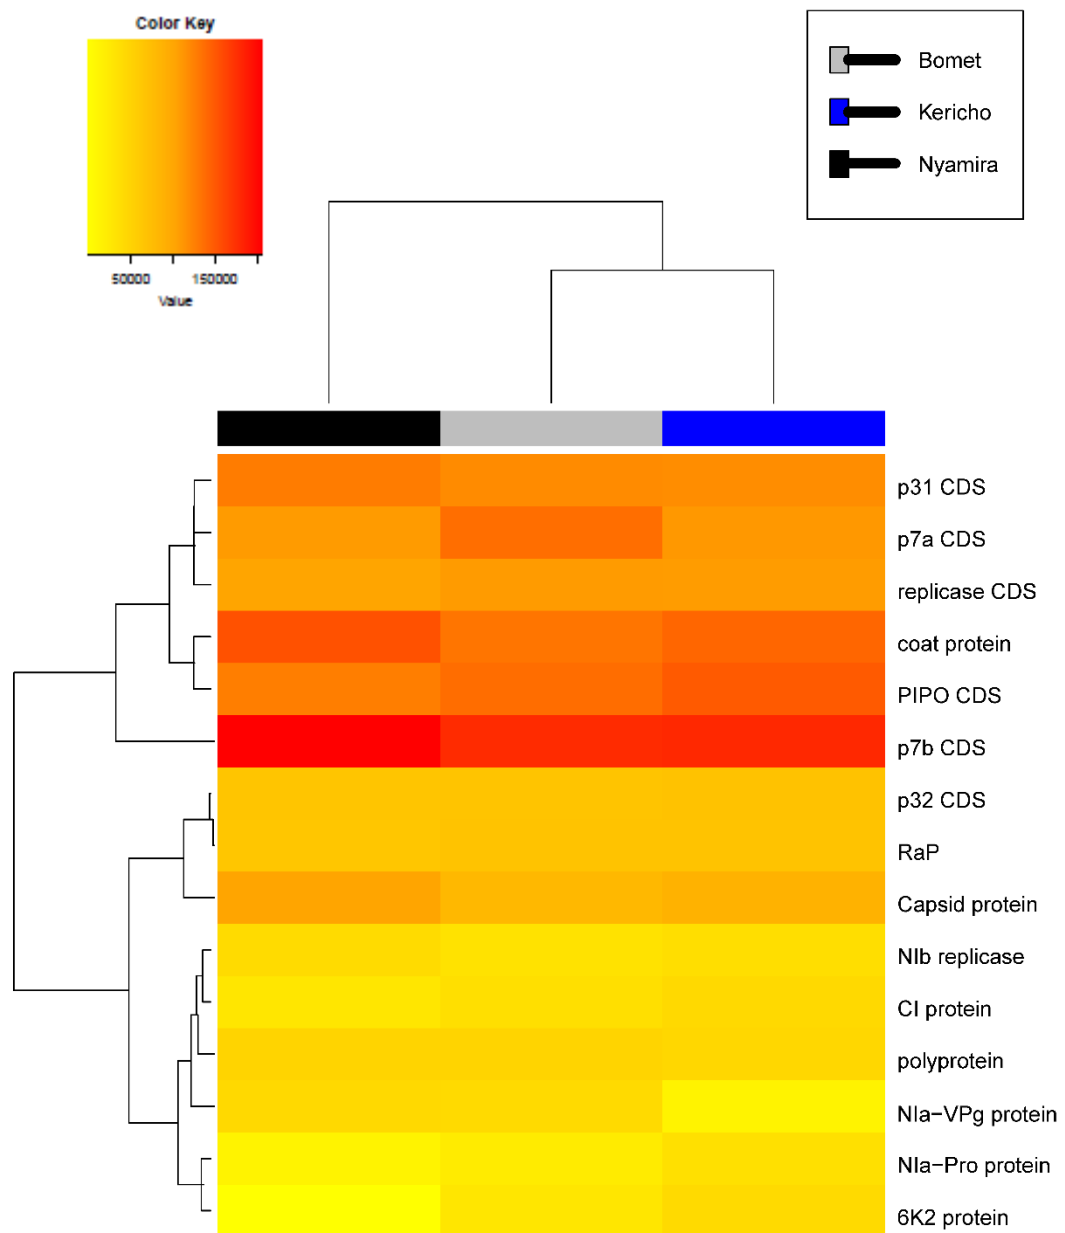 Color Key
50000 150000
Value
Bomet
Kericho
Nyamira
p31 CDS
p7a CDS
replicase CDS
coat protein
PIPO CDS
p7b CDS
p32 CDS
RaP
Capsid protein
NIb replicase
CI protein
polyprotein
NIa−VPg protein
NIa−Pro protein
6K2 protein